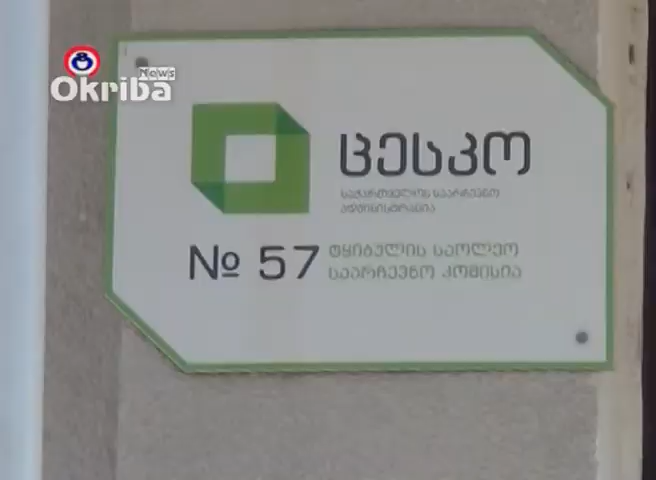 News
Okriba
ცესკო
საქართველოს საარჩევნო
ადმინისტრაცია
№ 57 ტყიბულის საოლქო
საარჩევნო კომისია